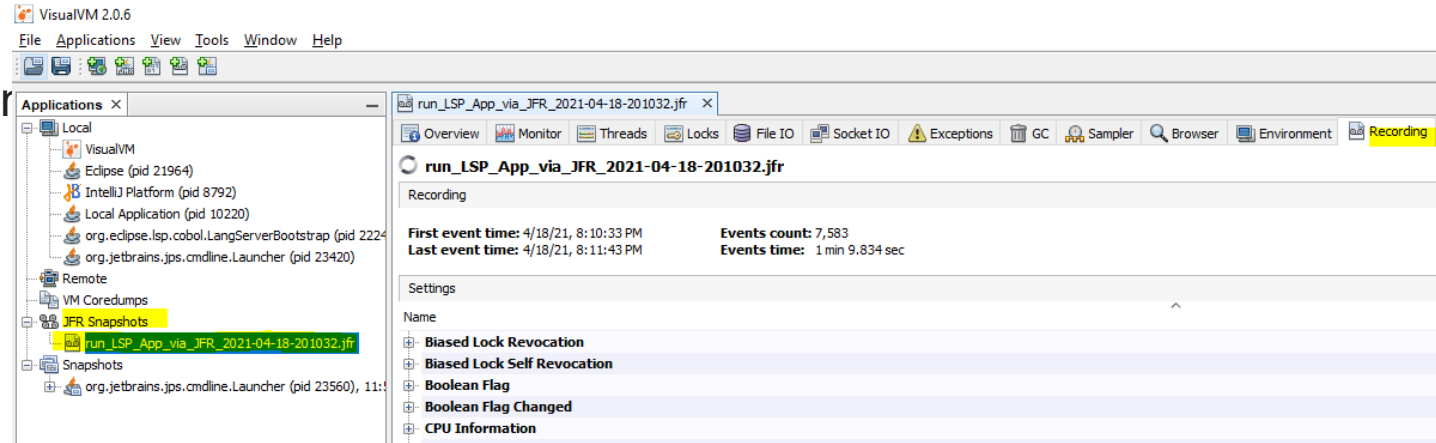 VisualVM 2.0.6
File Applications View Tools Window Help
Applications
Local
VisualVM
Eclipse (pid 21964)
IntelliJ Platform (pid 8792)
Local Application (pid 10220)
org.eclipse.lsp.cobol.LangServerBootstrap (pid 2224
org.jetbrains.jps.cmdline.Launcher (pid 23420)
Remote
VM Coredumps
JFR Snapshots
run_LSP_App_via_JFR_2021-04-18-201032.jfr
Snapshots
org.jetbrains.jps.cmdline.Launcher (pid 23560), 11:5
run_LSP_App_via_JFR_2021-04-18-201032.jfr
Overview Monitor Threads Locks File IO Socket IO Exceptions GC Sampler Browser Environment Recording
run_LSP_App_via_JFR_2021-04-18-201032.jfr
Recording
First event time: 4/18/21, 8:10:33 PM Events count: 7,583
Last event time: 4/18/21, 8:11:43 PM Events time: 1 min 9.834 sec
Settings
Name
Biased Lock Revocation
Biased Lock Self Revocation
Boolean Flag
Boolean Flag Changed
CPU Information